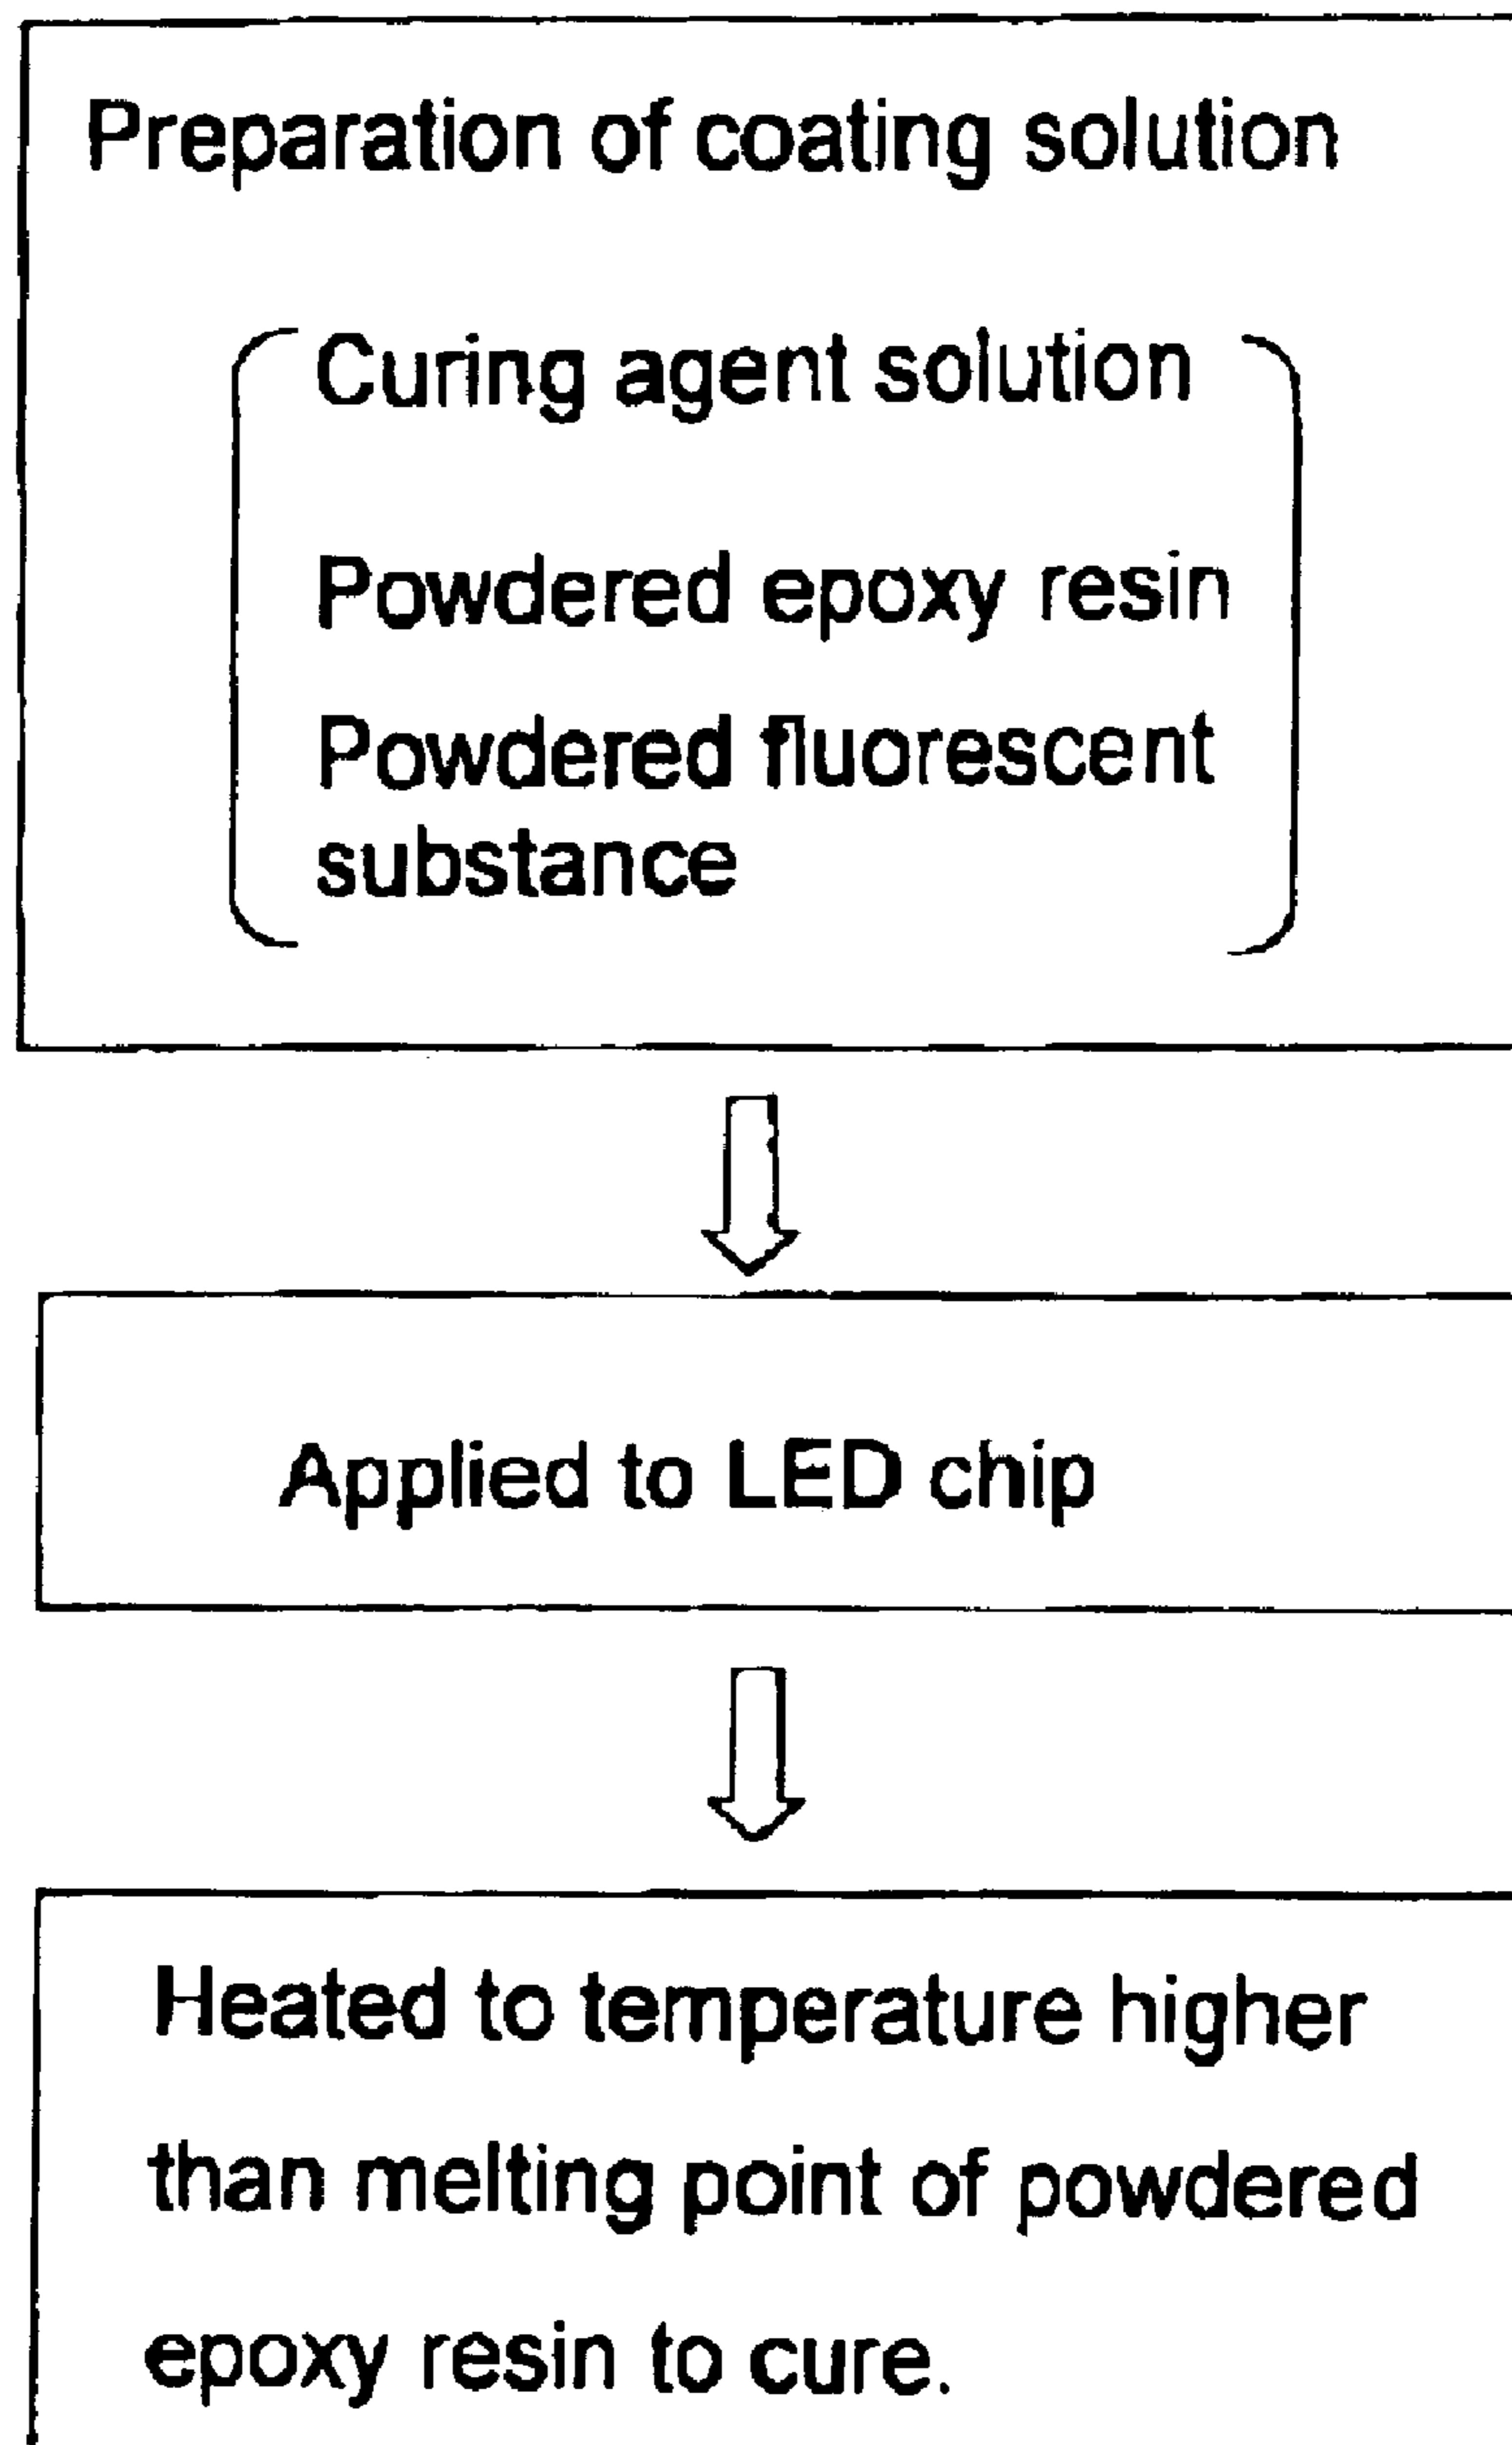 Preparation of coating solution
Curing agent solution
Powdered epoxy resin
Powdered fluorescent
substance
Applied to LED chip
Heated to temperature higher
than melting point of powdered
epoxy resin to cure.